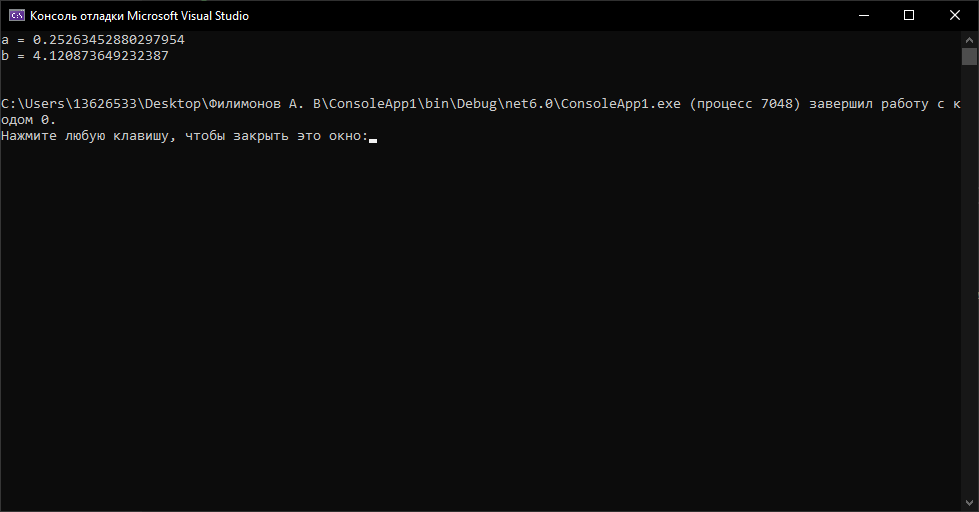 Консоль отладки Microsoft Visual Studio
a = 0.25263452880297954
b = 4.120873649232387
C:\Users\13626533\Desktop\Филимонов А. В\ConsoleApp1\bin\Debug\net6.0\ConsoleApp1.exe (процесс 7048) завершил работу с к
одом 0.
Нажмите любую клавишу, чтобы закрыть это окно: